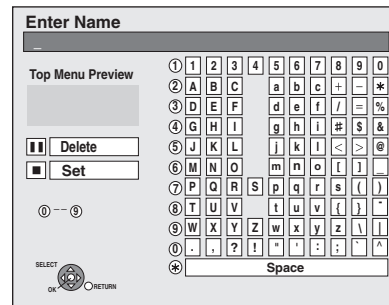 Enter Name
_
Top Menu Preview
Delete
Set
0 -- 9
SELECT
OK
RETURN
1 1 2 3 4 5 6 7 8 9 0
2 A B C a b c + - *
3 D E F d e f / = %
4 G H I g h i # $ &
5 J K L j k l < > @
6 M N O m n o [ ] _
7 P Q R S p q r s ( )
8 T U V t u v { } ¯
9 W X Y Z w x y z \ |
0 . , ? ! " ' : ; ` ^
* Space